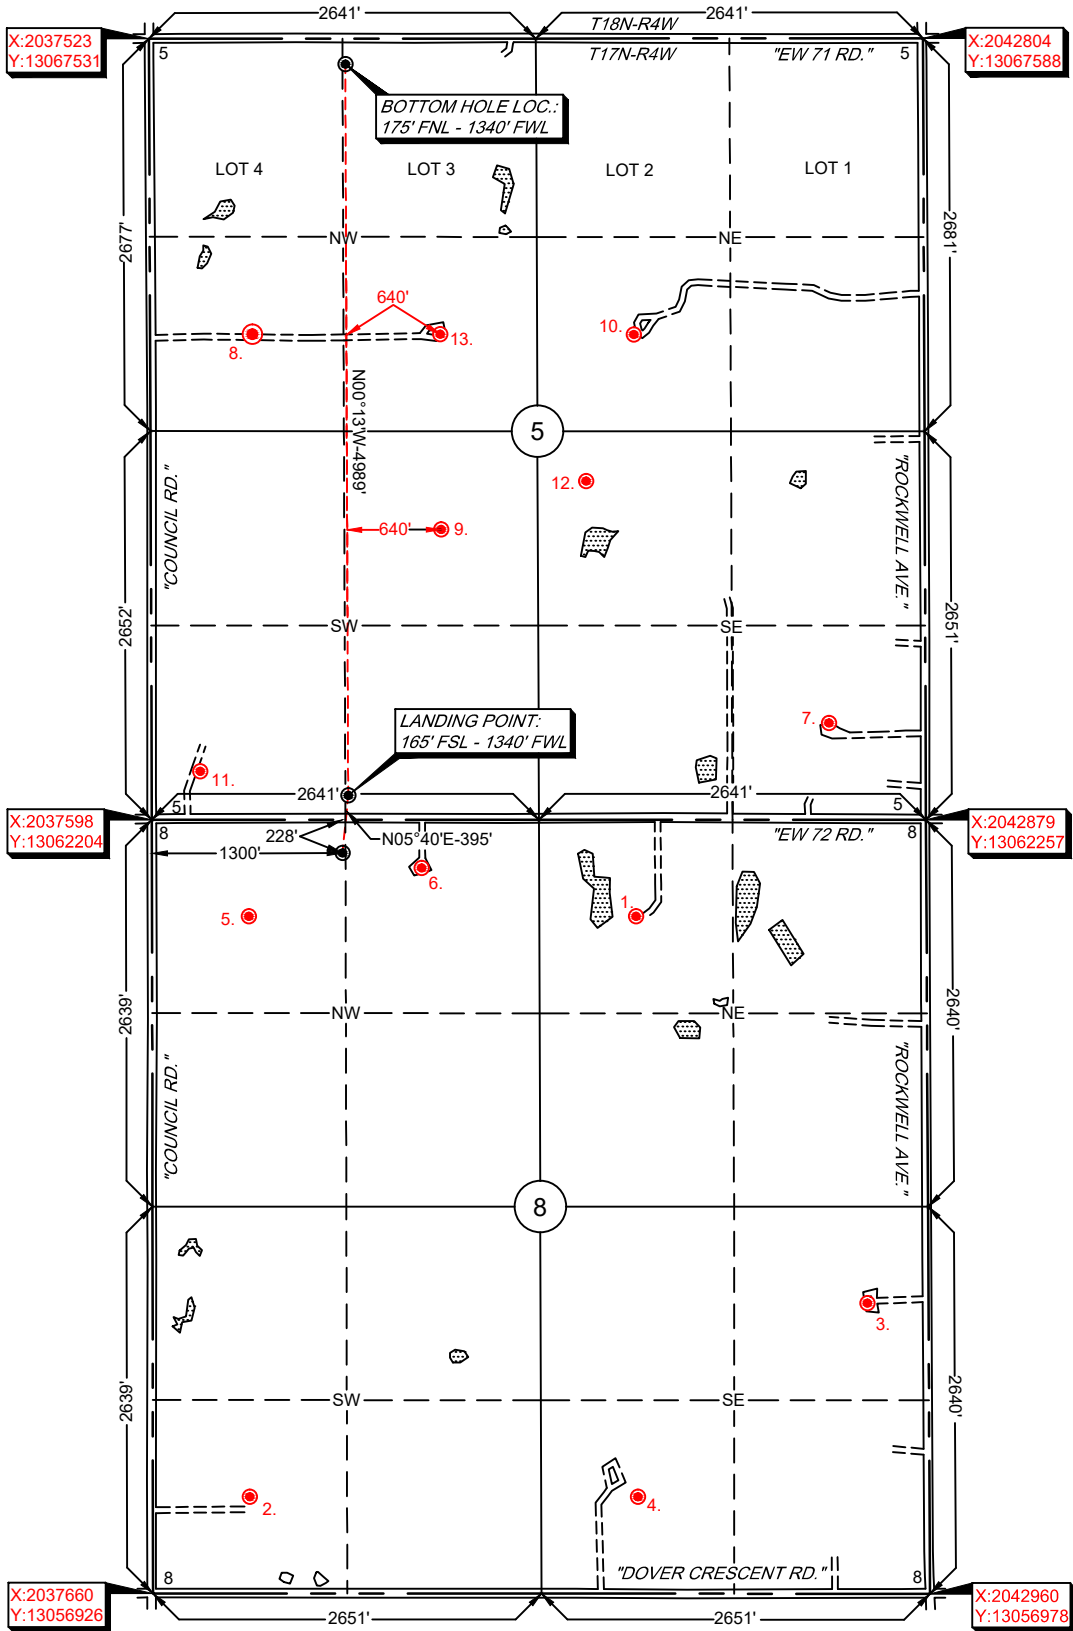 2641'
T18N-R4W
2641'
X:2037523
Y:13067531
5
T17N-R4W
"EW 71 RD."
5
X:2042804
Y:13067588
BOTTOM HOLE LOC.:
175' FNL - 1340' FWL
LOT 4
LOT 3
LOT 2
LOT 1
2677'
NW
NE
2681'
640'
8.
13.
10.
N00°13'W-4989'
5
"COUNCIL RD."
12.
"ROCKWELL AVE."
640'
9.
2652'
SW
SE
2651'
LANDING POINT:
165' FSL - 1340' FWL
7.
11.
2641'
2641'
5
5
X:2037598
Y:13062204
8
228'
N05°40'E-395'
"EW 72 RD."
8
X:2042879
Y:13062257
1300'
6.
5.
1.
2639'
NW
NE
2640'
"COUNCIL RD."
"ROCKWELL AVE."
8
3.
2639'
SW
SE
2640'
2.
4.
8
"DOVER CRESCENT RD."
8
X:2037660
Y:13056926
2651'
2651'
X:2042960
Y:13056978